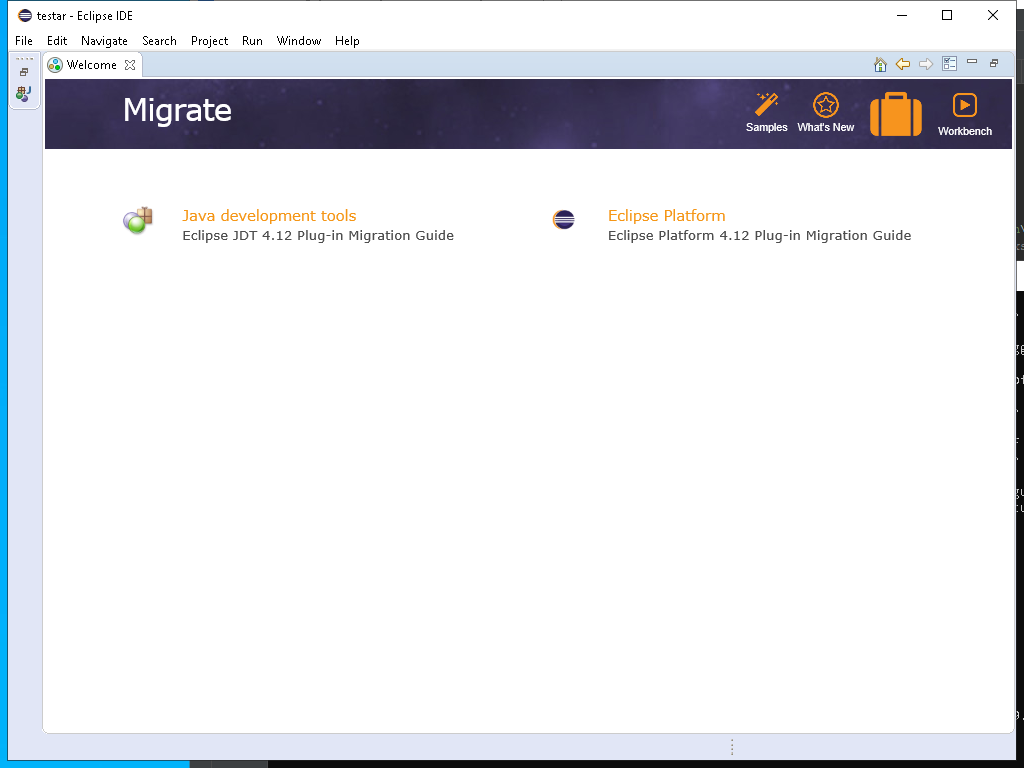 testar - Eclipse IDE
File Edit Navigate Search Project Run Window Help
Welcome
Migrate
Samples What's New Workbench
Java development tools
Eclipse JDT 4.12 Plug-in Migration Guide
Eclipse Platform
Eclipse Platform 4.12 Plug-in Migration Guide